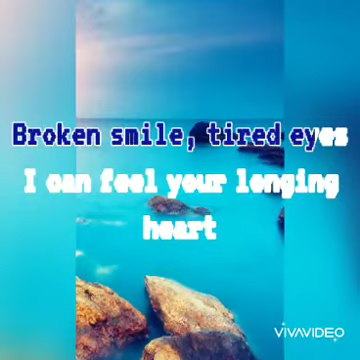 Broken smile, tired eyes
I can feel your longing
heart
VIVAVIDEO